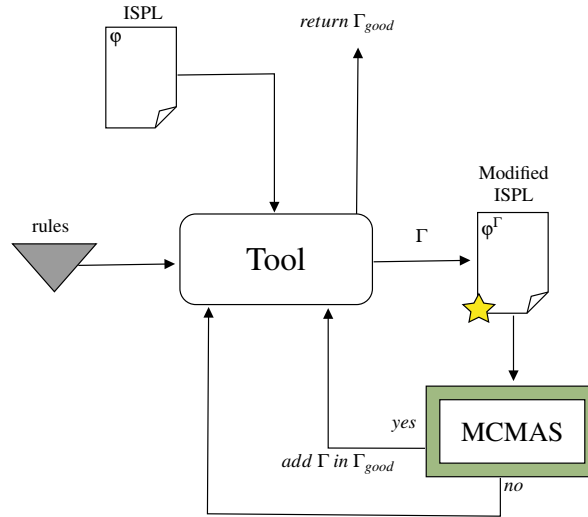 ISPL
φ
return Γgood
Modified
ISPL
φΓ
rules
Tool
Γ
yes
MCMAS
add Γ in Γgood
no